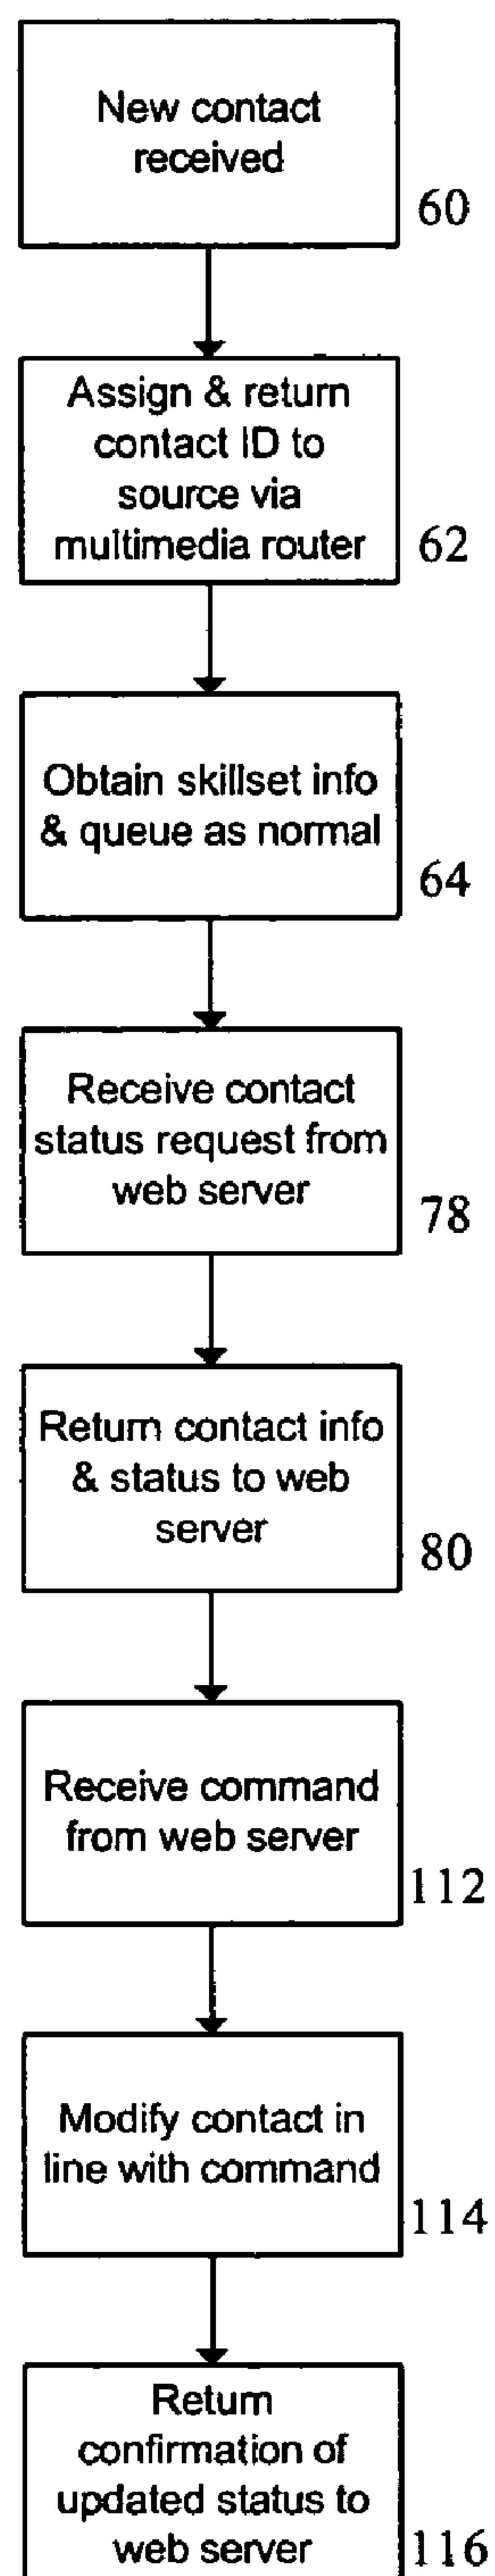 New contact
received
60
Assign & return
contact ID to
source via
multimedia router
62
Obtain skillset info
& queue as normal
64
Receive contact
status request from
web server
78
Return contact info
& status to web
server
80
Receive command
from web server
112
Modify contact in
line with command
114
Return
confirmation of
updated status to
web server
116